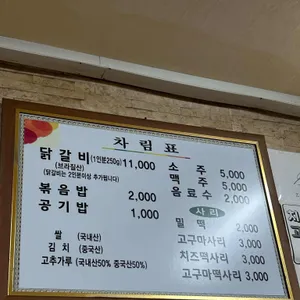 차림표
닭갈비(1인분250g) 11,000
(브라질산)
(닭갈비는 2인분이상 추가됩니다)
볶음밥 2,000
공기밥 1,000
쌀 (국내산)
김치 (중국산)
고추가루 (국내산50% 중국산50%)
소주 5,000
맥주 5,000
음료수 2,000
사리
밀떡 2,000
고구마사리 3,000
치즈떡사리 3,000
고구마떡사리 3,000